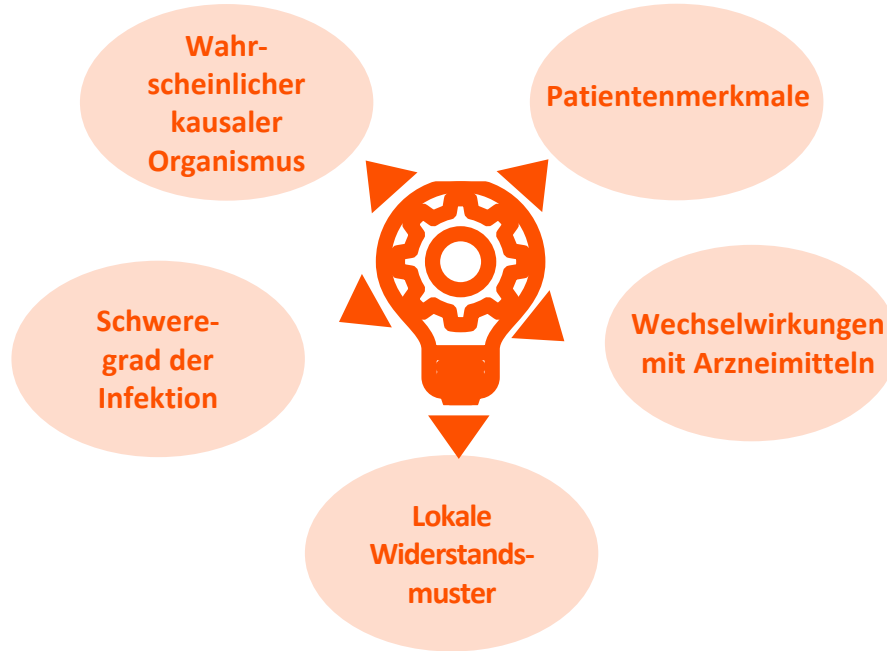 Wahr-
scheinlicher
kausaler
Organismus
Patientenmerkmale
Schwere-
grad der
Infektion
Wechselwirkungen
mit Arzneimitteln
Lokale
Widerstands-
muster